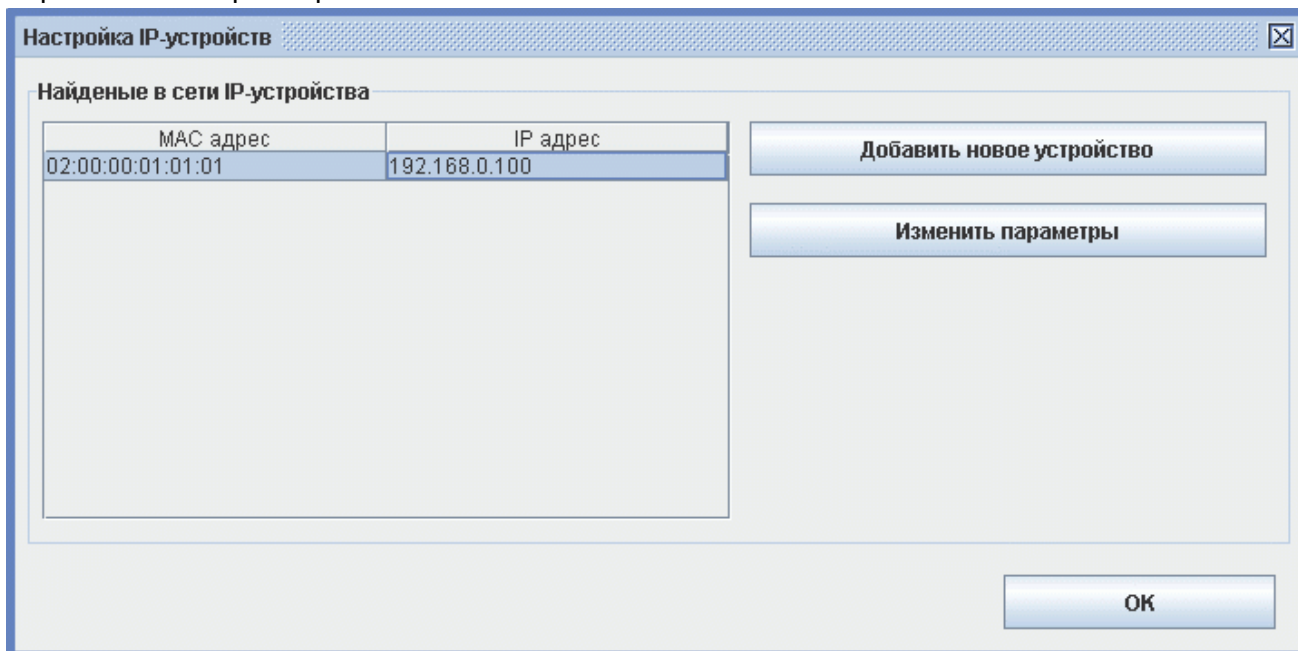 Настройка IP-устройств
Найденые в сети IP-устройства
MAC адрес IP адрес
02:00:00:01:01:01 192.168.0.100
Добавить новое устройство
Изменить параметры
OK